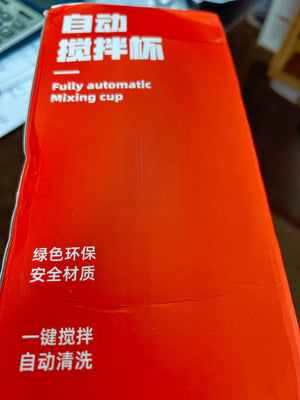 自动
搅拌杯
Fully automatic
Mixing cup
绿色环保
安全材质
一键搅拌
自动清洗